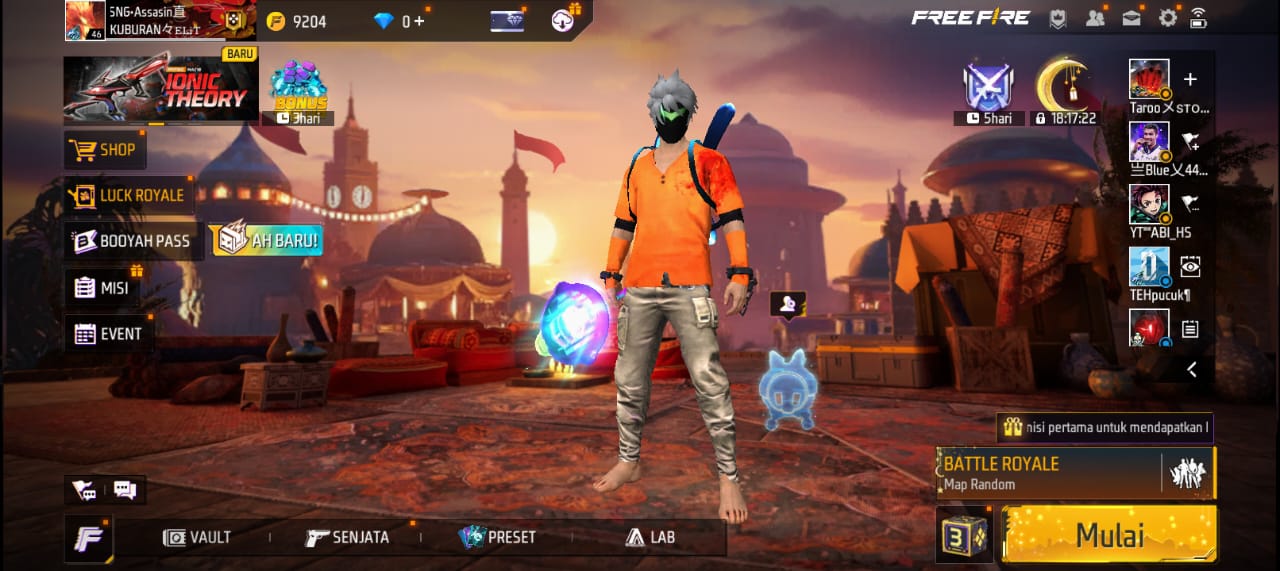 SNG-Assasin直
KUBURAN々ELiT
46
9204
0 +
FREE FIRE
BARU
IONIC
THEORY
BONUS
3hari
5hari
18:17:22
Taroo乂STO...
亗Blue乂44...
YT™ABI_HS
TEHpucuk¶
SHOP
LUCK ROYALE
BOOYAH PASS
AH BARU!
MISI
EVENT
nisi pertama untuk mendapatkan
BATTLE ROYALE
Map Random
VAULT
SENJATA
PRESET
LAB
3
Mulai